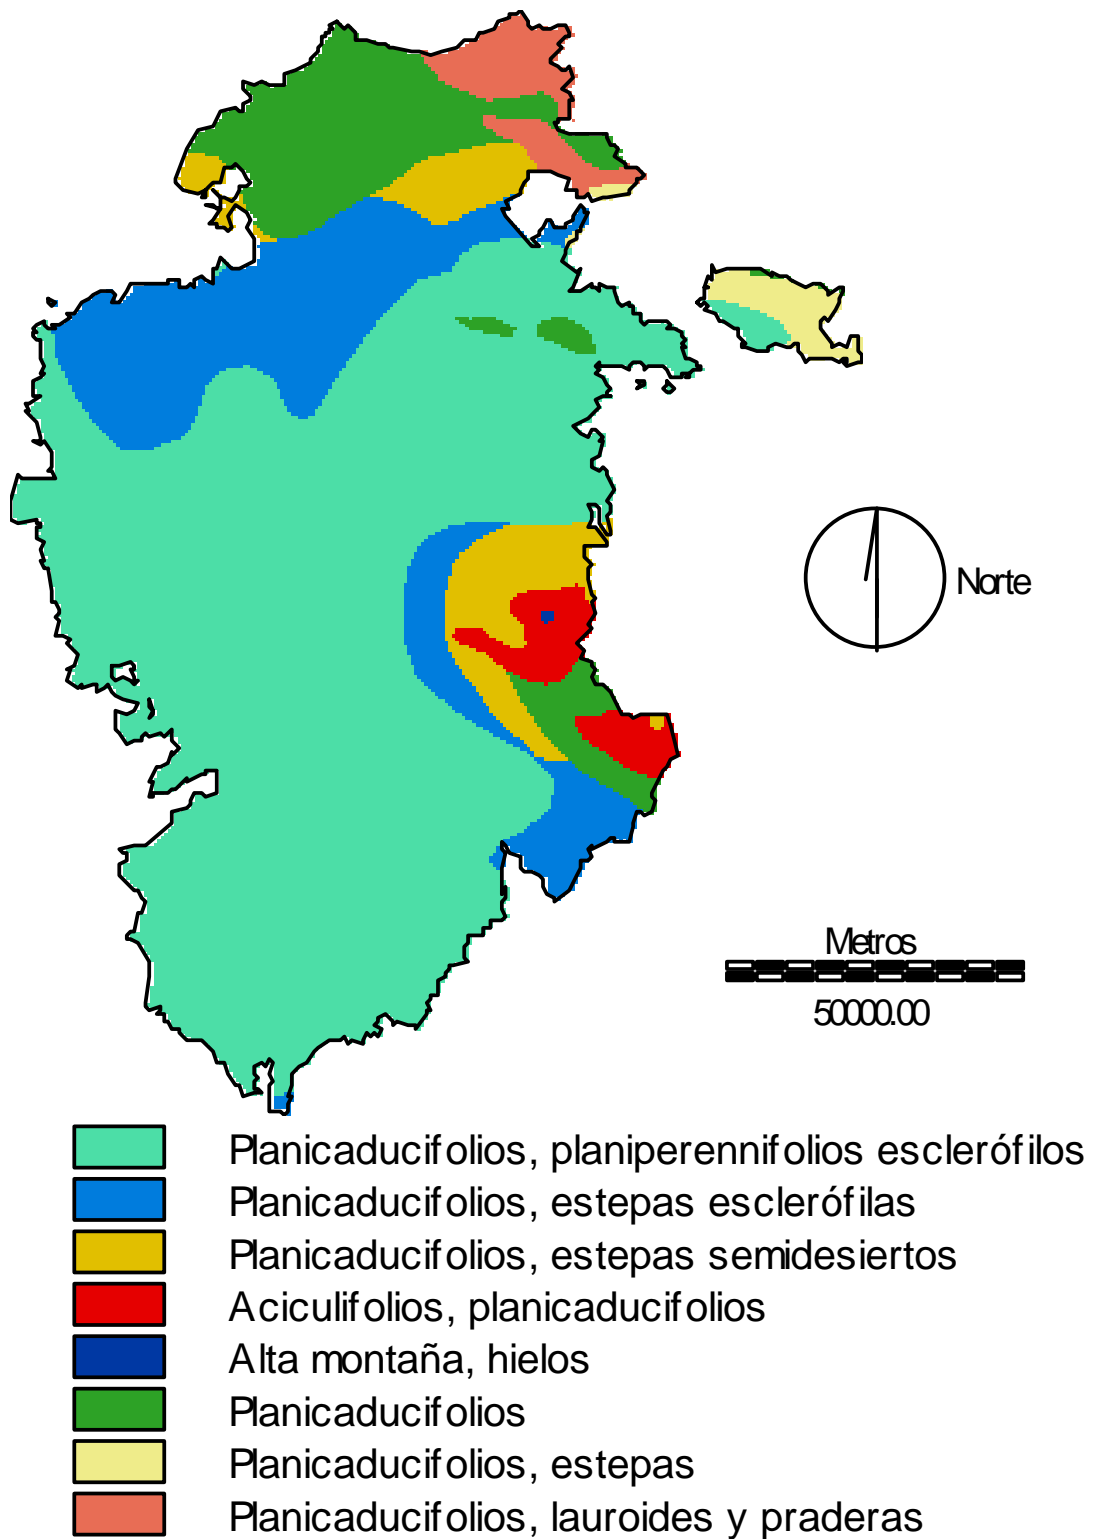 Norte
Metros
50000.00
Planicaducifolios, planiperennifolios esclerófilos
Planicaducifolios, estepas esclerófilas
Planicaducifolios, estepas semidesiertos
Aciculifolios, planicaducifolios
Alta montaña, hielos
Planicaducifolios
Planicaducifolios, estepas
Planicaducifolios, lauroides y praderas